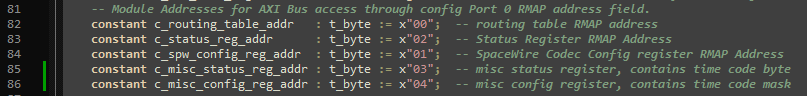 81 -- Module Addresses for AXI Bus access through config Port 0 RMAP address field.
82 constant c_routing_table_addr : t_byte := x"00"; -- routing table RMAP address
83 constant c_status_reg_addr : t_byte := x"02"; -- Status Register RMAP Address
84 constant c_spw_config_reg_addr : t_byte := x"01"; -- SpaceWire Codec Config register RMAP Address
85 constant c_misc_status_reg_addr : t_byte := x"03"; -- misc status register, contains time code byte
86 constant c_misc_config_reg_addr : t_byte := x"04"; -- misc config register, contains time code mask